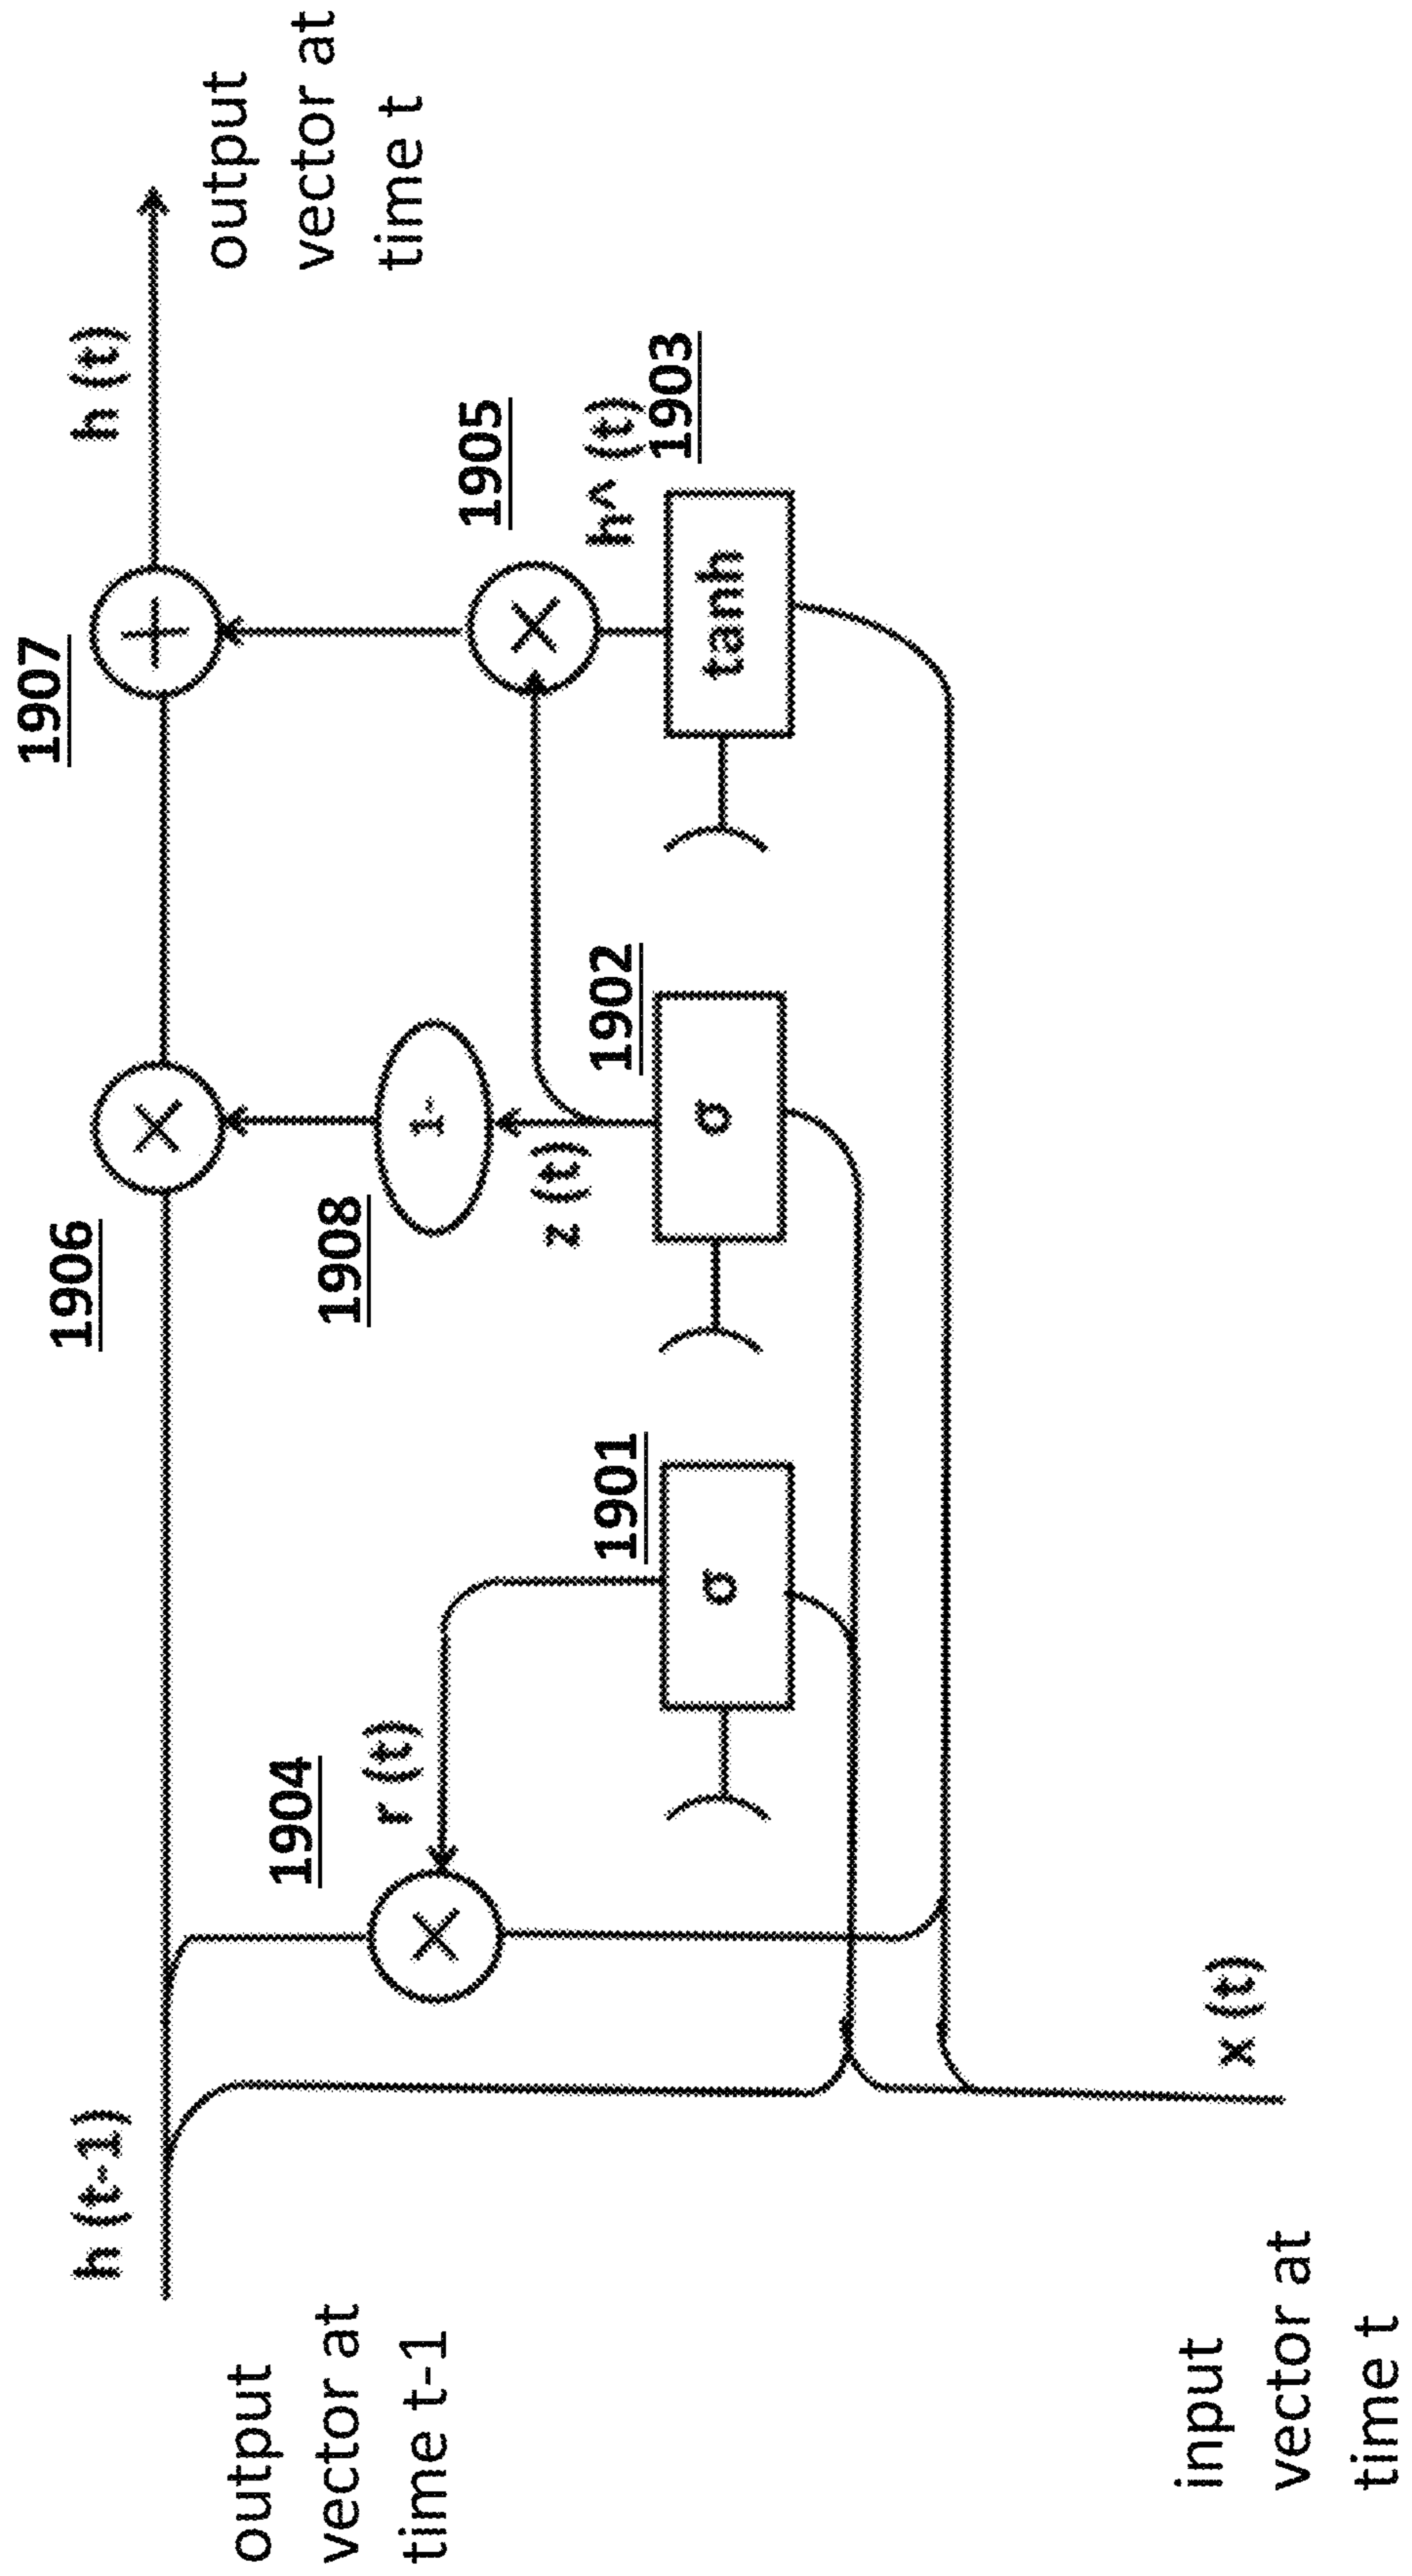 h (t-1)
output
vector at
time t-1
1906
1907
h (t)
output
vector at
time t
1904
r (t)
1908
1-
z (t)
1905
h^ (t)
1901
σ
1902
σ
1903
tanh
x (t)
input
vector at
time t